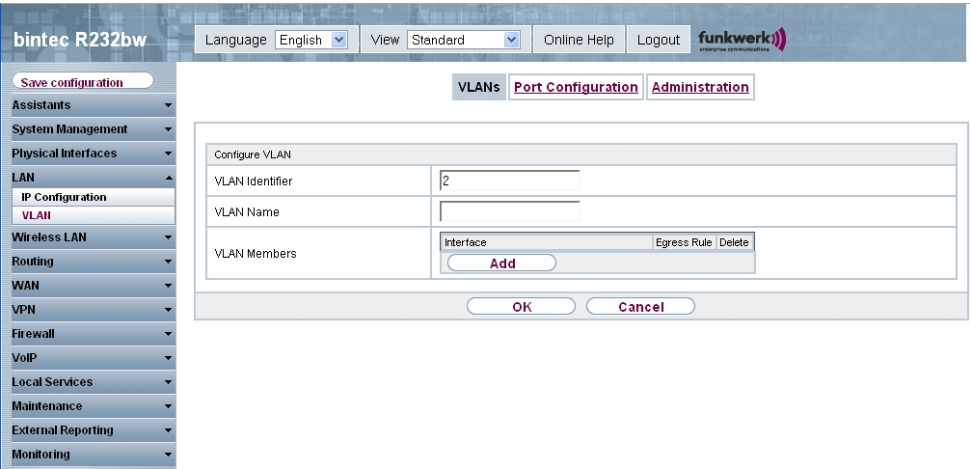 bintec R232bw
Language English View Standard Online Help Logout funkwerk
enterprise communications
Save configuration
Assistants
System Management
Physical Interfaces
LAN
IP Configuration
VLAN
Wireless LAN
Routing
WAN
VPN
Firewall
VoIP
Local Services
Maintenance
External Reporting
Monitoring
VLANs Port Configuration Administration
Configure VLAN
VLAN Identifier 2
VLAN Name
VLAN Members
Interface Egress Rule Delete
Add
OK Cancel